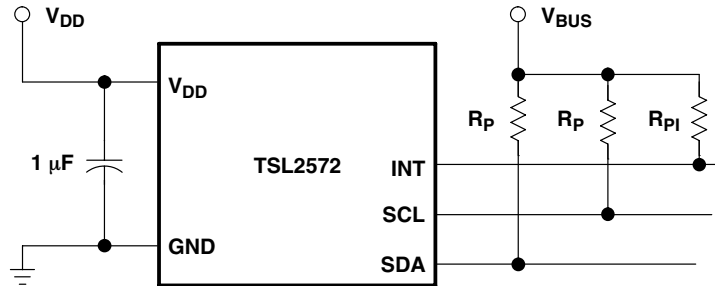 VDD
VBUS
VDD
RP
RP
RPI
1 μF
TSL2572
INT
SCL
GND
SDA